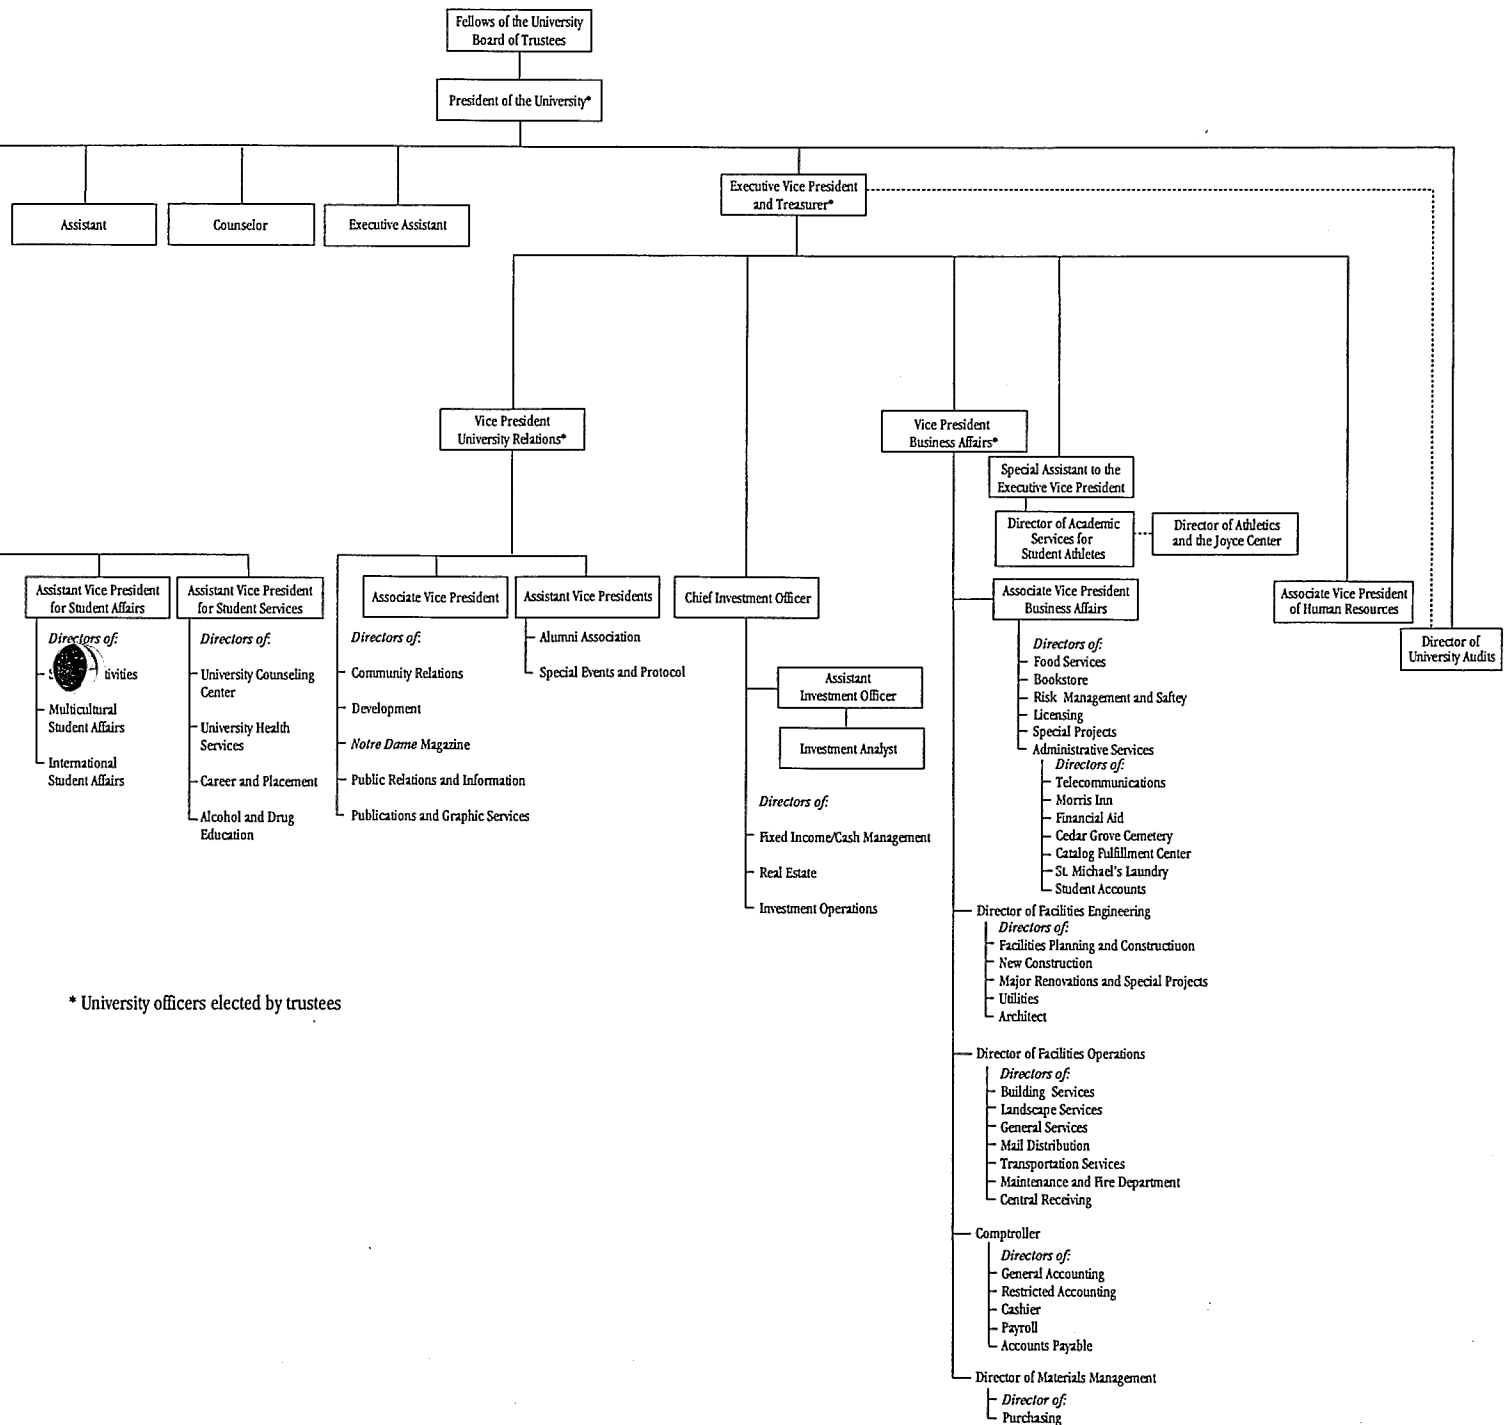 Fellows of the University
Board of Trustees
President of the University*
Executive Vice President
and Treasurer*
Assistant
Counselor
Executive Assistant
Vice President
University Relations*
Vice President
Business Affairs*
Special Assistant to the
Executive Vice President
Director of Academic
Services for
Student Athletes
Director of Athletics
and the Joyce Center
Assistant Vice President
for Student Affairs
Directors of:
tivities
Multicultural
Student Affairs
International
Student Affairs
Assistant Vice President
for Student Services
Directors of:
University Counseling
Center
University Health
Services
Career and Placement
Alcohol and Drug
Education
Associate Vice President
Directors of:
Community Relations
Development
Notre Dame Magazine
Public Relations and Information
Publications and Graphic Services
Assistant Vice Presidents
Alumni Association
Special Events and Protocol
Chief Investment Officer
Assistant
Investment Officer
Investment Analyst
Directors of:
Fixed Income/Cash Management
Real Estate
Investment Operations
Associate Vice President
Business Affairs
Directors of:
Food Services
Bookstore
Risk Management and Saftey
Licensing
Special Projects
Administrative Services
Directors of:
Telecommunications
Morris Inn
Financial Aid
Cedar Grove Cemetery
Catalog Fulfillment Center
St. Michael's Laundry
Student Accounts
Associate Vice President
of Human Resources
Director of
University Audits
Director of Facilities Engineering
Directors of:
Facilities Planning and Constructiuon
New Construction
Major Renovations and Special Projects
Utilities
Architect
Director of Facilities Operations
Directors of:
Building Services
Landscape Services
General Services
Mail Distribution
Transportation Services
Maintenance and Fire Department
Central Receiving
Comptroller
Directors of:
General Accounting
Restricted Accounting
Cashier
Payroll
Accounts Payable
Director of Materials Management
Director of:
Purchasing
* University officers elected by trustees